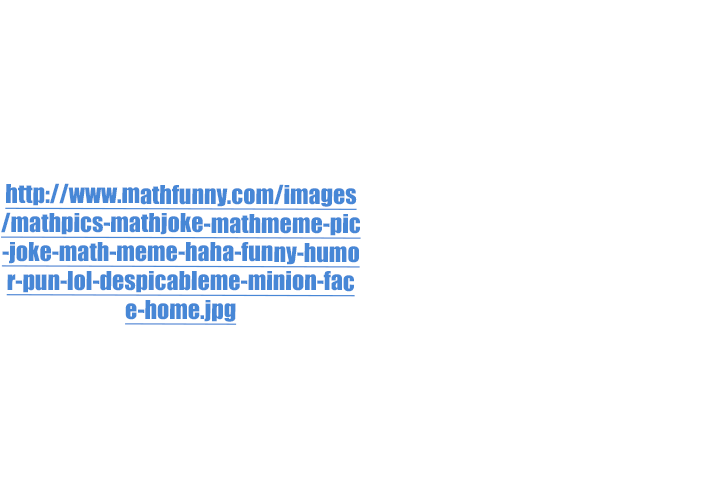 http://www.mathfunny.com/images
/mathpics-mathjoke-mathmeme-pic
-joke-math-meme-haha-funny-humo
r-pun-lol-despicableme-minion-fac
e-home.jpg